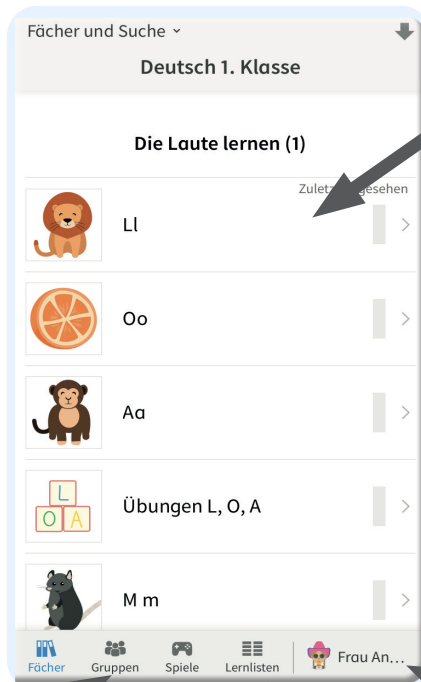 Fächer und Suche
Deutsch 1. Klasse
Die Laute lernen (1)
Ll
Oo
Aa
L
O A
Übungen L, O, A
M m
Fächer
Gruppen
Spiele
Lernlisten
Frau An...